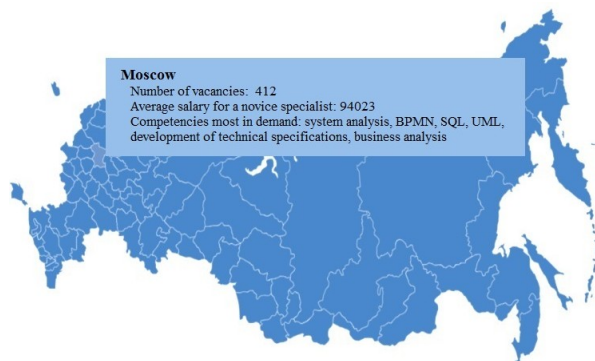 Moscow
Number of vacancies: 412
Average salary for a novice specialist: 94023
Competencies most in demand: system analysis, BPMN, SQL, UML,
development of technical specifications, business analysis